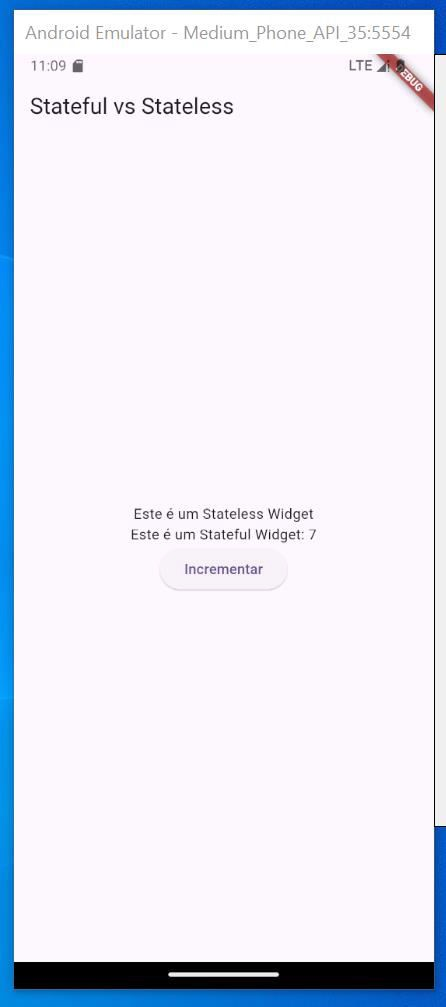 Android Emulator - Medium_Phone_API_35:5554
11:09 LTE
DEBUG
Stateful vs Stateless
Este é um Stateless Widget
Este é um Stateful Widget: 7
Incrementar